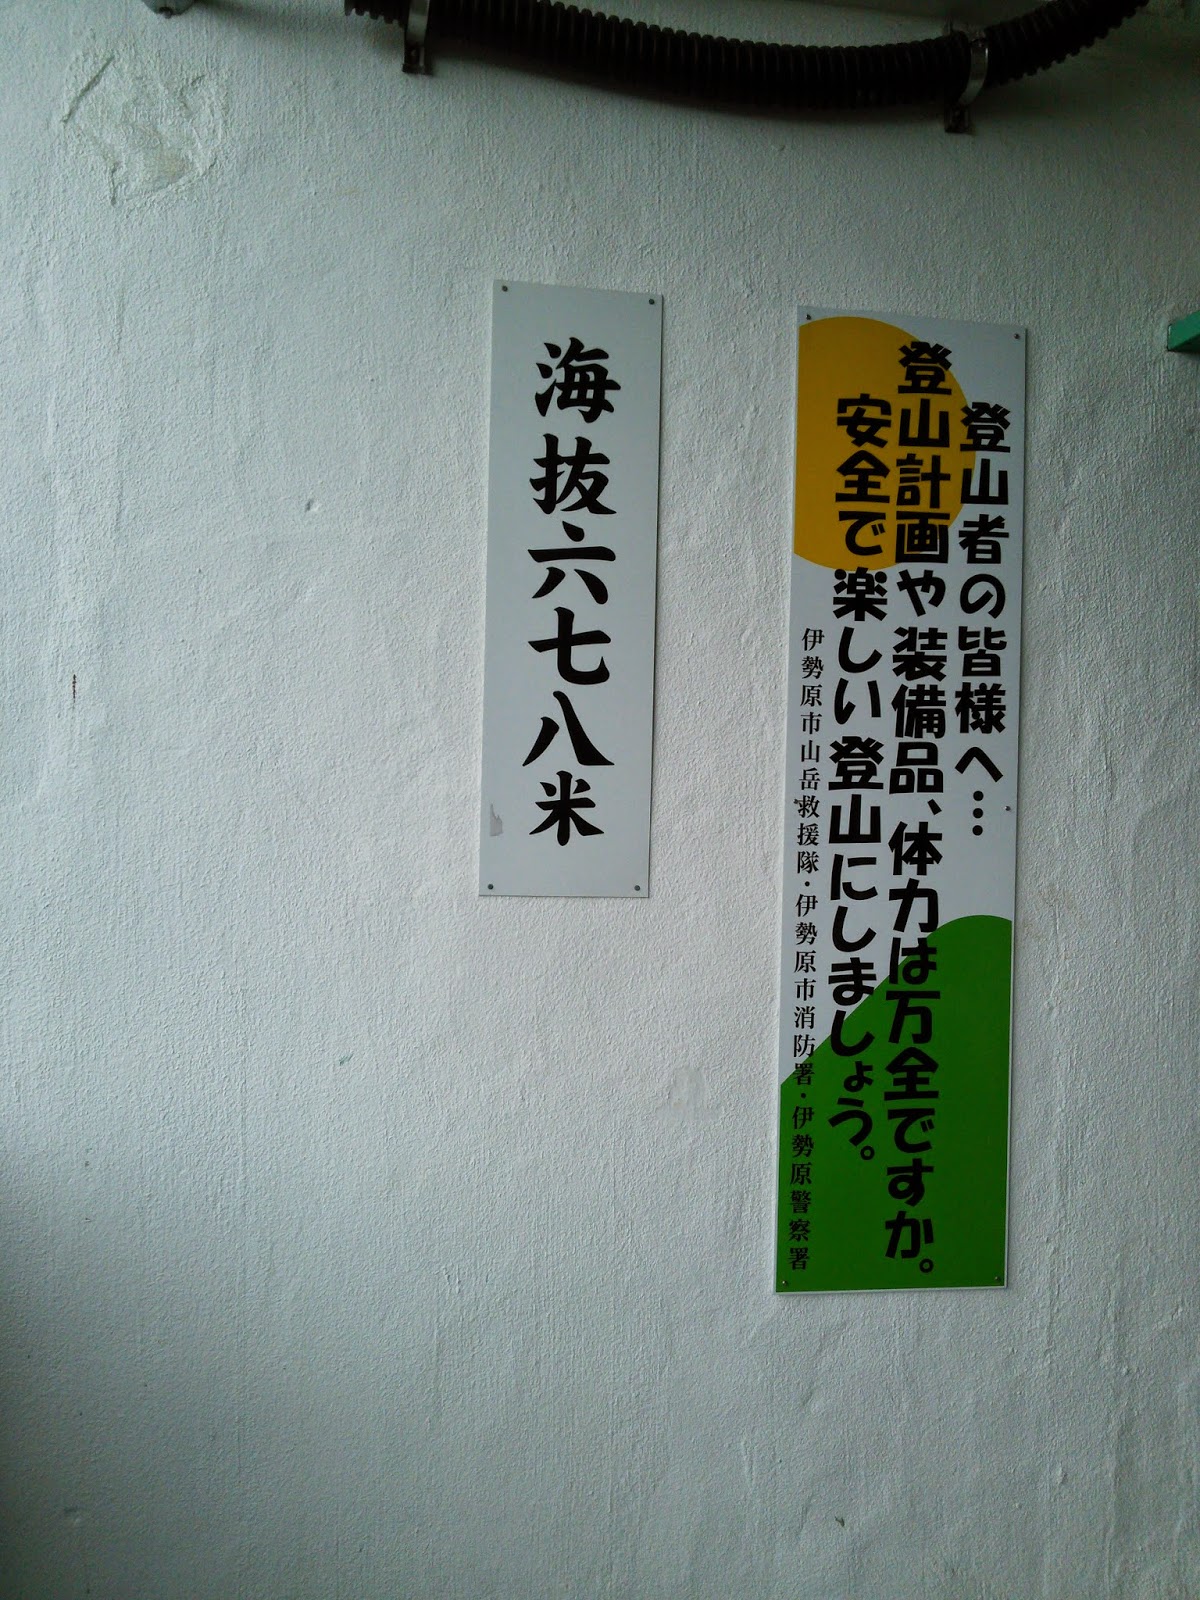 登山者の皆様へ…
登山計画や装備品、体力は万全ですか。
安全で楽しい登山にしましょう。
伊勢原市山岳救援隊・伊勢原市消防署・伊勢原警察署
海抜六七八米